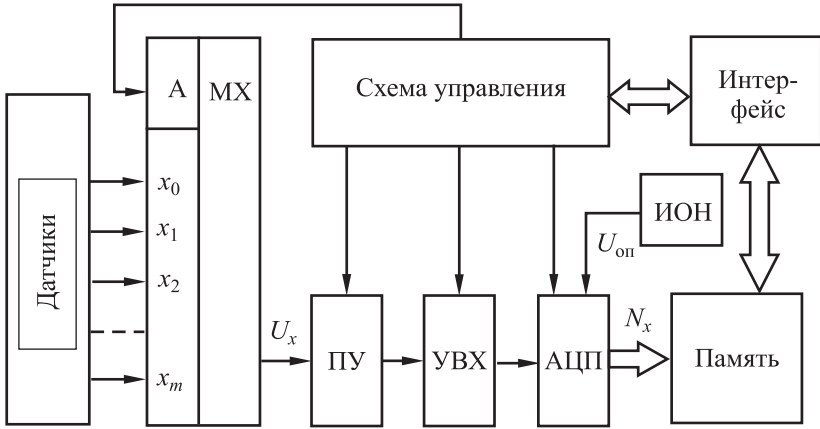 А
МХ
Схема управления
Интер-
фейс
Датчики
x₀
x₁
x₂
xₘ
ИОН
Uоп
Uₓ
Nₓ
ПУ
УВХ
АЦП
Память